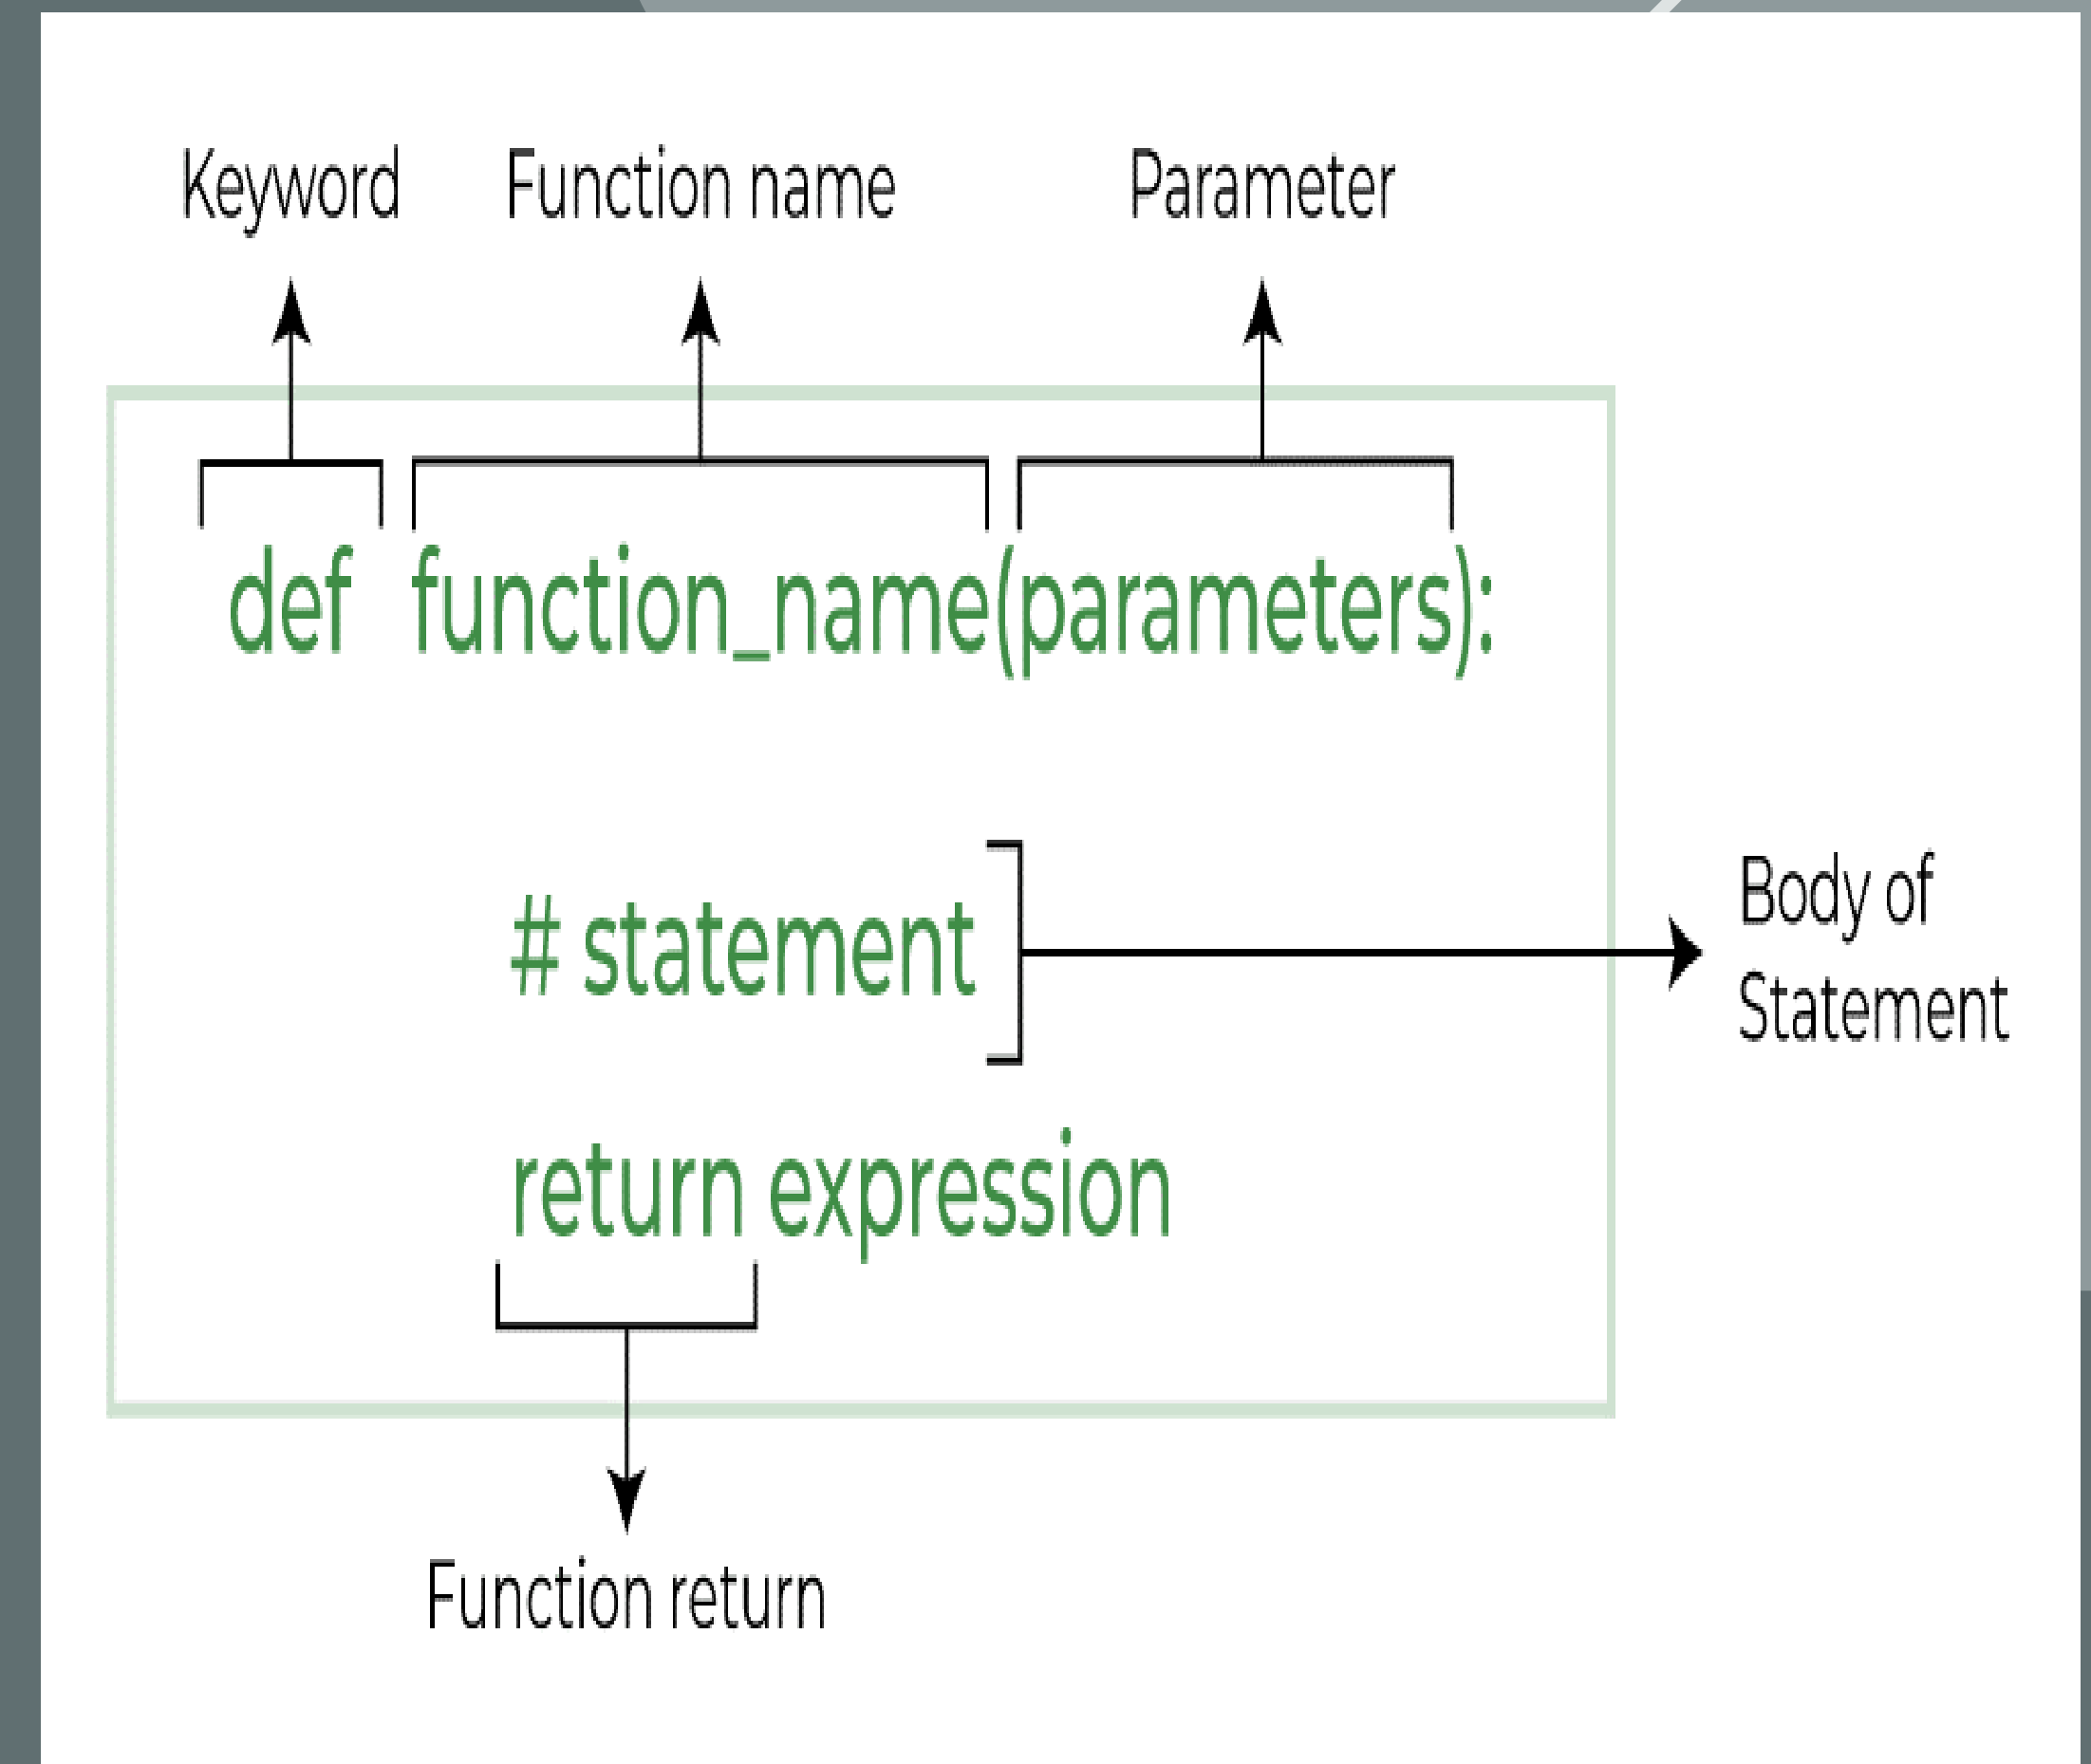 Keyword Function name Parameter
def function_name(parameters):
# statement
Body of
Statement
return expression
Function return